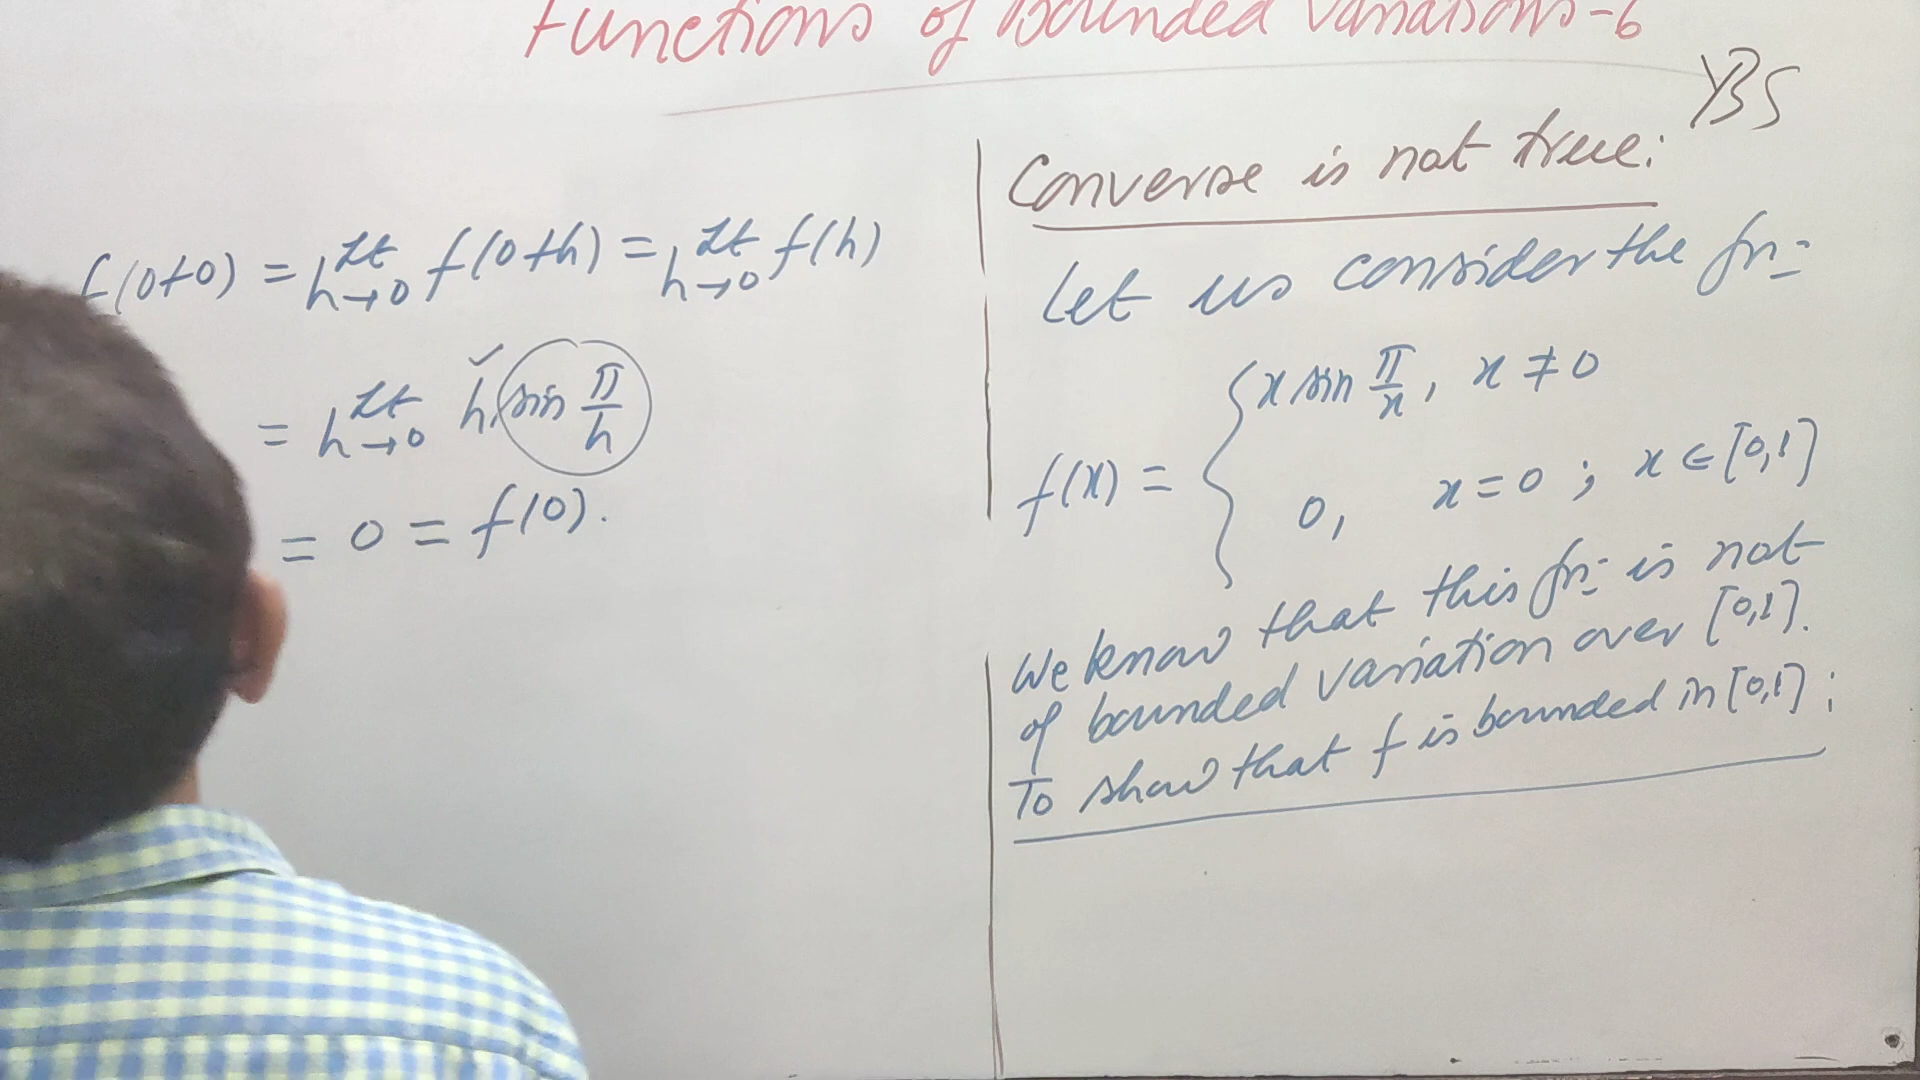 Functions of Bounded Variations-6
YBS
f(0+0) = Lt h→0 f(0+h) = Lt h→0 f(h)
= Lt h→0 h. sin π/h
= 0 = f(0).
Converse is not true:
Let us consider the fn:
f(x) = { x sin π/x, x ≠ 0
0, x=0 ; x ∈ [0,1]
We know that this fn: is not
of bounded variation over [0,1].
To show that f is bounded in [0,1] :